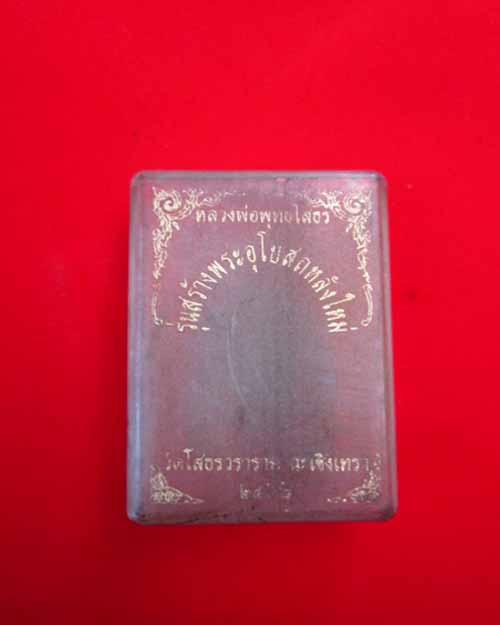 หลวงพ่อพุทธโสธร
รุ่นสร้างพระอุโบสถหลังใหม่
วัดโสธรวราราม ฉะเชิงเทรา